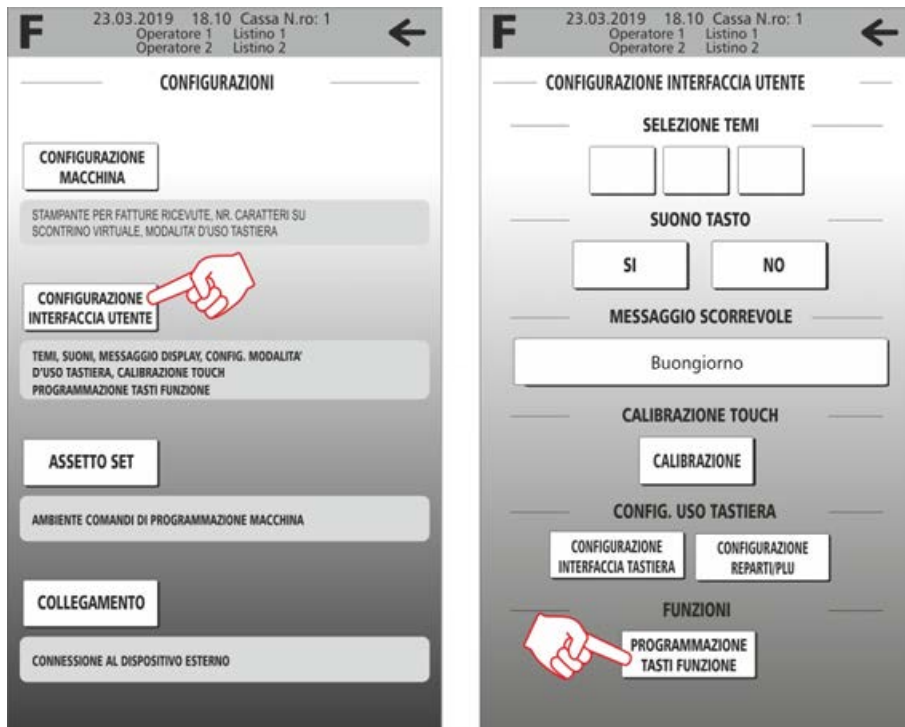 F
23.03.2019 18.10 Cassa N.ro: 1
Operatore 1 Listino 1
Operatore 2 Listino 2
CONFIGURAZIONI
CONFIGURAZIONE
MACCHINA
STAMPANTE PER FATTURE RICEVUTE, NR. CARATTERI SU
SCONTRINO VIRTUALE, MODALITA' D'USO TASTIERA
CONFIGURAZIONE
INTERFACCIA UTENTE
TEMI, SUONI, MESSAGGIO DISPLAY, CONFIG. MODALITA'
D'USO TASTIERA, CALIBRAZIONE TOUCH
PROGRAMMAZIONE TASTI FUNZIONE
ASSETTO SET
AMBIENTE COMANDI DI PROGRAMMAZIONE MACCHINA
COLLEGAMENTO
CONNESSIONE AL DISPOSITIVO ESTERNO
F
23.03.2019 18.10 Cassa N.ro: 1
Operatore 1 Listino 1
Operatore 2 Listino 2
CONFIGURAZIONE INTERFACCIA UTENTE
SELEZIONE TEMI
SUONO TASTO
SI NO
MESSAGGIO SCORREVOLE
Buongiorno
CALIBRAZIONE TOUCH
CALIBRAZIONE
CONFIG. USO TASTIERA
CONFIGURAZIONE
INTERFACCIA TASTIERA
CONFIGURAZIONE
REPARTI/PLU
FUNZIONI
PROGRAMMAZIONE
TASTI FUNZIONE